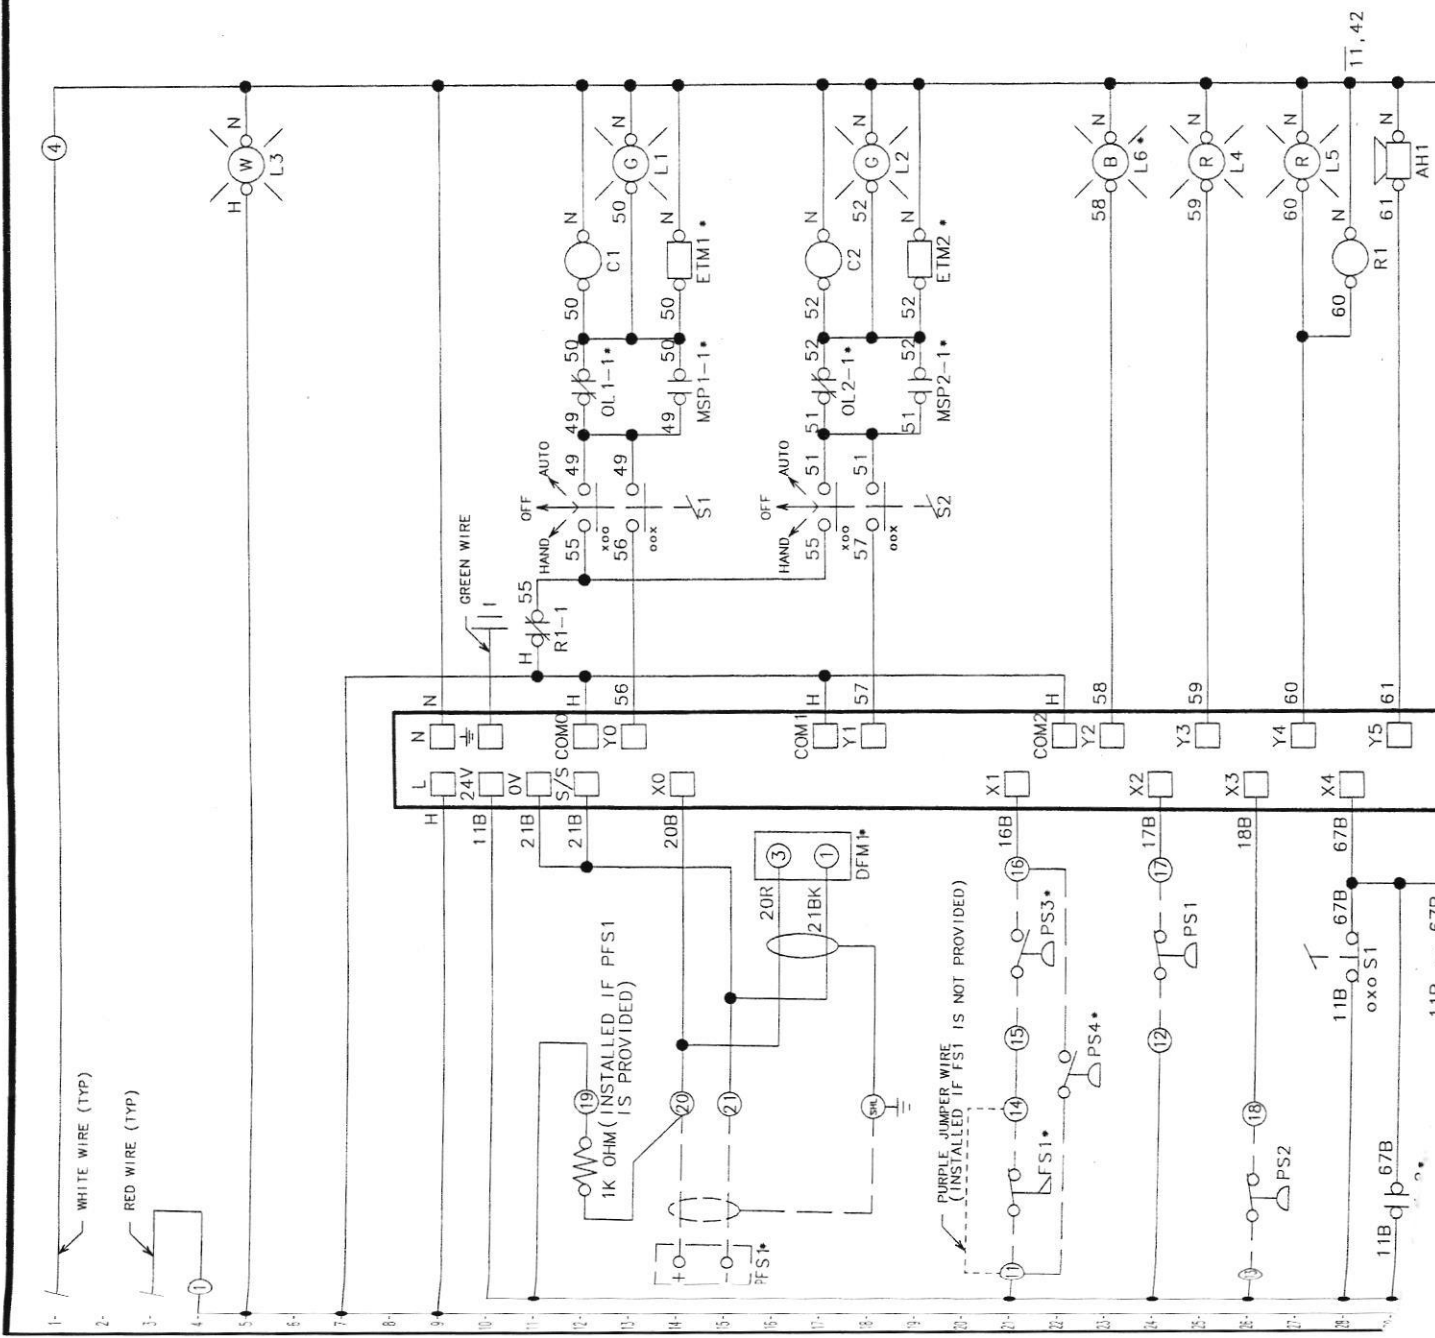 1-
WHITE WIRE (TYP)
4
2-
RED WIRE (TYP)
3-
4-
1
5-
H
W
N
L3
6-
7-
8-
9-
H
L
N
N
10-
11B
24V
GREEN WIRE
11-
21B
0V
H
R1-1
55
12-
19
1K OHM (INSTALLED IF PFS1
IS PROVIDED)
21B
S/S
COM0
H
55
HAND
OFF
AUTO
xoo
49
49
OL1-1*
50
50
C1
N
13-
Y0
56
56
oox
49
S1
50
G
N
L1
14-
+
20
20B
X0
49
MSP1-1*
50
50
ETM1*
N
15-
-
PFS1*
21
16-
20R
3
17-
21BK
1
DFM1*
COM1
H
55
HAND
OFF
AUTO
xoo
51
51
OL2-1*
52
52
C2
N
18-
SHL
Y1
57
57
oox
51
S2
52
G
N
L2
19-
51
MSP2-1*
52
52
ETM2*
N
20-
PURPLE JUMPER WIRE
(INSTALLED IF FS1 IS NOT PROVIDED)
21-
11
FS1*
14
15
PS3*
16
16B
X1
22-
PS4*
COM2
H
23-
Y2
58
58
B
N
L6*
24-
12
PS1
17
17B
X2
25-
Y3
59
59
R
N
L4
26-
PS2
18
18B
X3
27-
Y4
60
60
R
N
L5
28-
11B
oxo S1
67B
67B
X4
60
R1
N
11,42
11B
67B
Y5
61
61
N
AH1
11B
67B